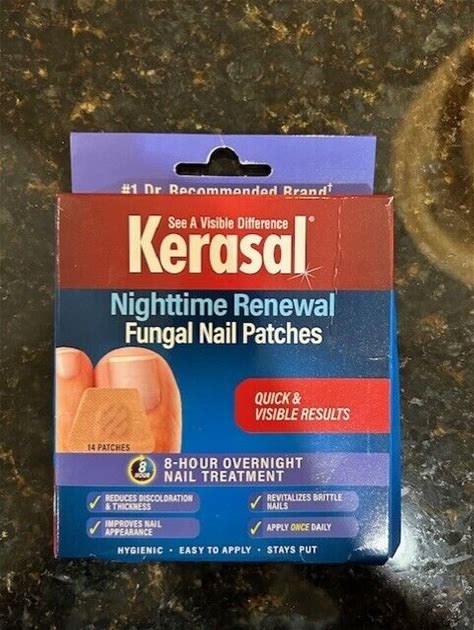 #1 Dr. Recommended Brand†
See A Visible Difference
Kerasal®
Nighttime Renewal
Fungal Nail Patches
QUICK &
VISIBLE RESULTS
14 PATCHES
8
HOUR
8-HOUR OVERNIGHT
NAIL TREATMENT
REDUCES DISCOLORATION
& THICKNESS
REVITALIZES BRITTLE
NAILS
IMPROVES NAIL
APPEARANCE
APPLY ONCE DAILY
HYGIENIC • EASY TO APPLY • STAYS PUT